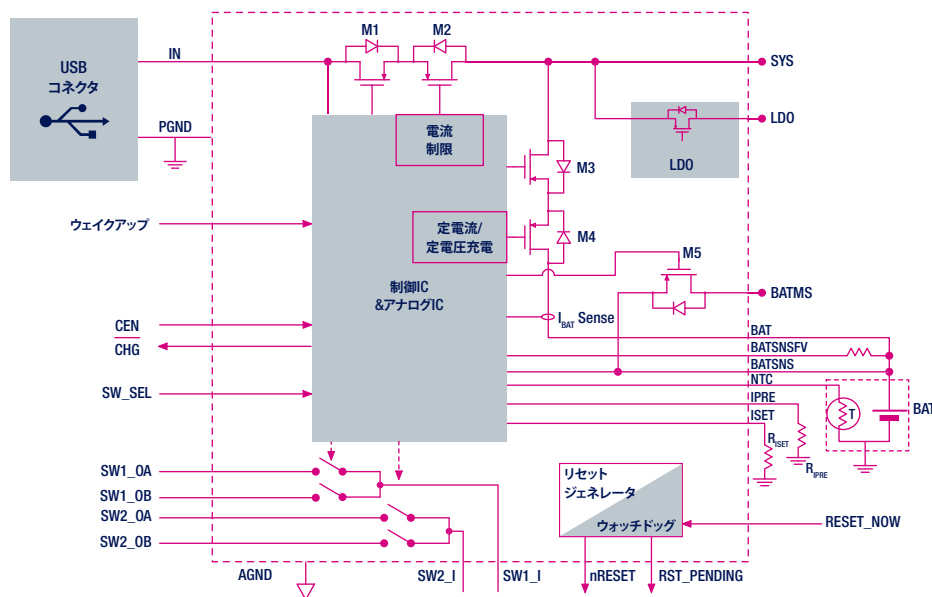 M1
M2
USB
コネクタ
IN
SYS
PGND
電流
制限
LDO
LDO
M3
ウェイクアップ
定電流/
定電圧充電
M4
M5
制御IC
&アナログIC
BATMS
IBAT Sense
CEN
CHG
BAT
BATSNSFV
BATSNS
NTC
SW_SEL
IPRE
ISET
T
BAT
RISET
RIPRE
SW1_OA
SW1_OB
SW2_OA
SW2_OB
リセット
ジェネレータ
ウォッチドッグ
RESET_NOW
AGND
SW2_I
SW1_I
nRESET
RST_PENDING